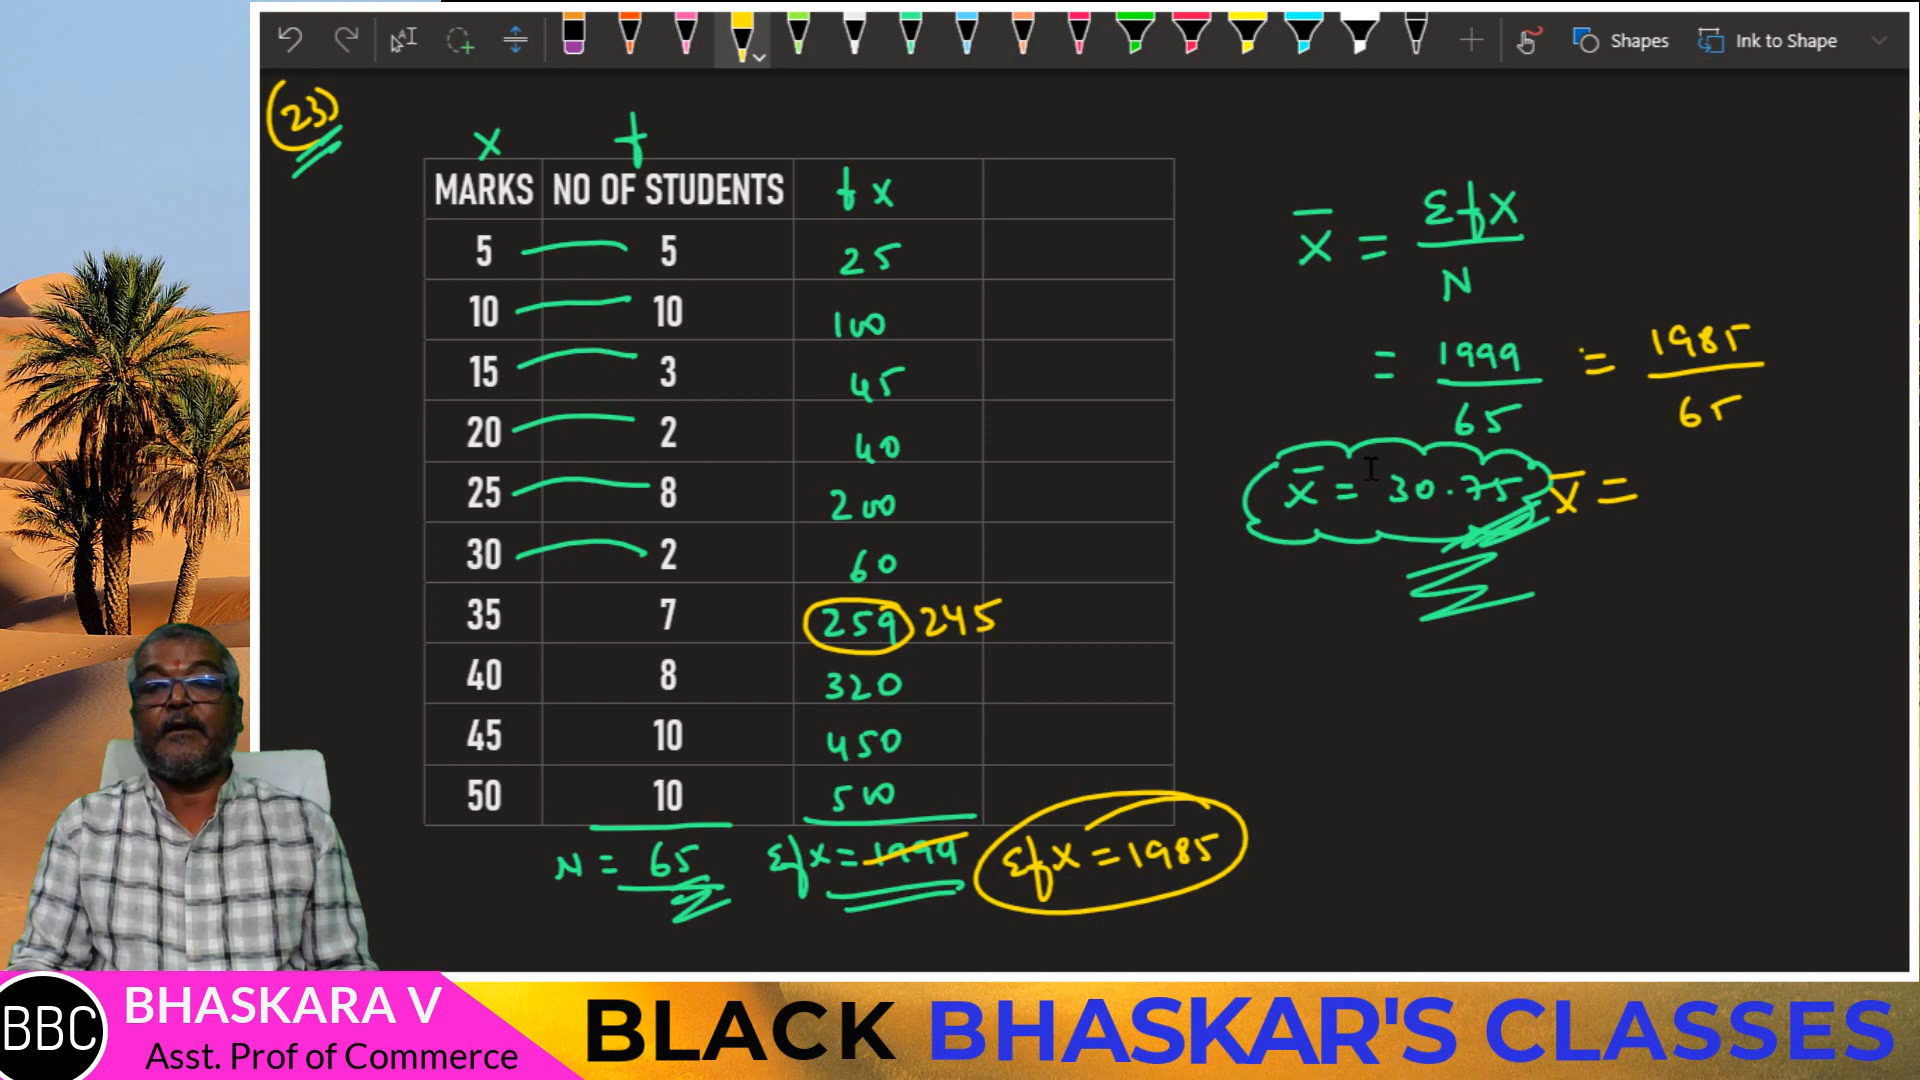 Shapes
Ink to Shape
(23)
x f
MARKS NO OF STUDENTS fx
5 5 25
10 10 100
15 3 45
20 2 40
25 8 200
30 2 60
35 7 259 245
40 8 320
45 10 450
50 10 500
N = 65 Σfx = 1999 Σfx = 1985
X̄ = ΣfX / N
= 1999 / 65 = 1985 / 65
x̄ = 30.75 x̄ =
BBC
BHASKARA V
Asst. Prof of Commerce
BLACK BHASKAR'S CLASSES